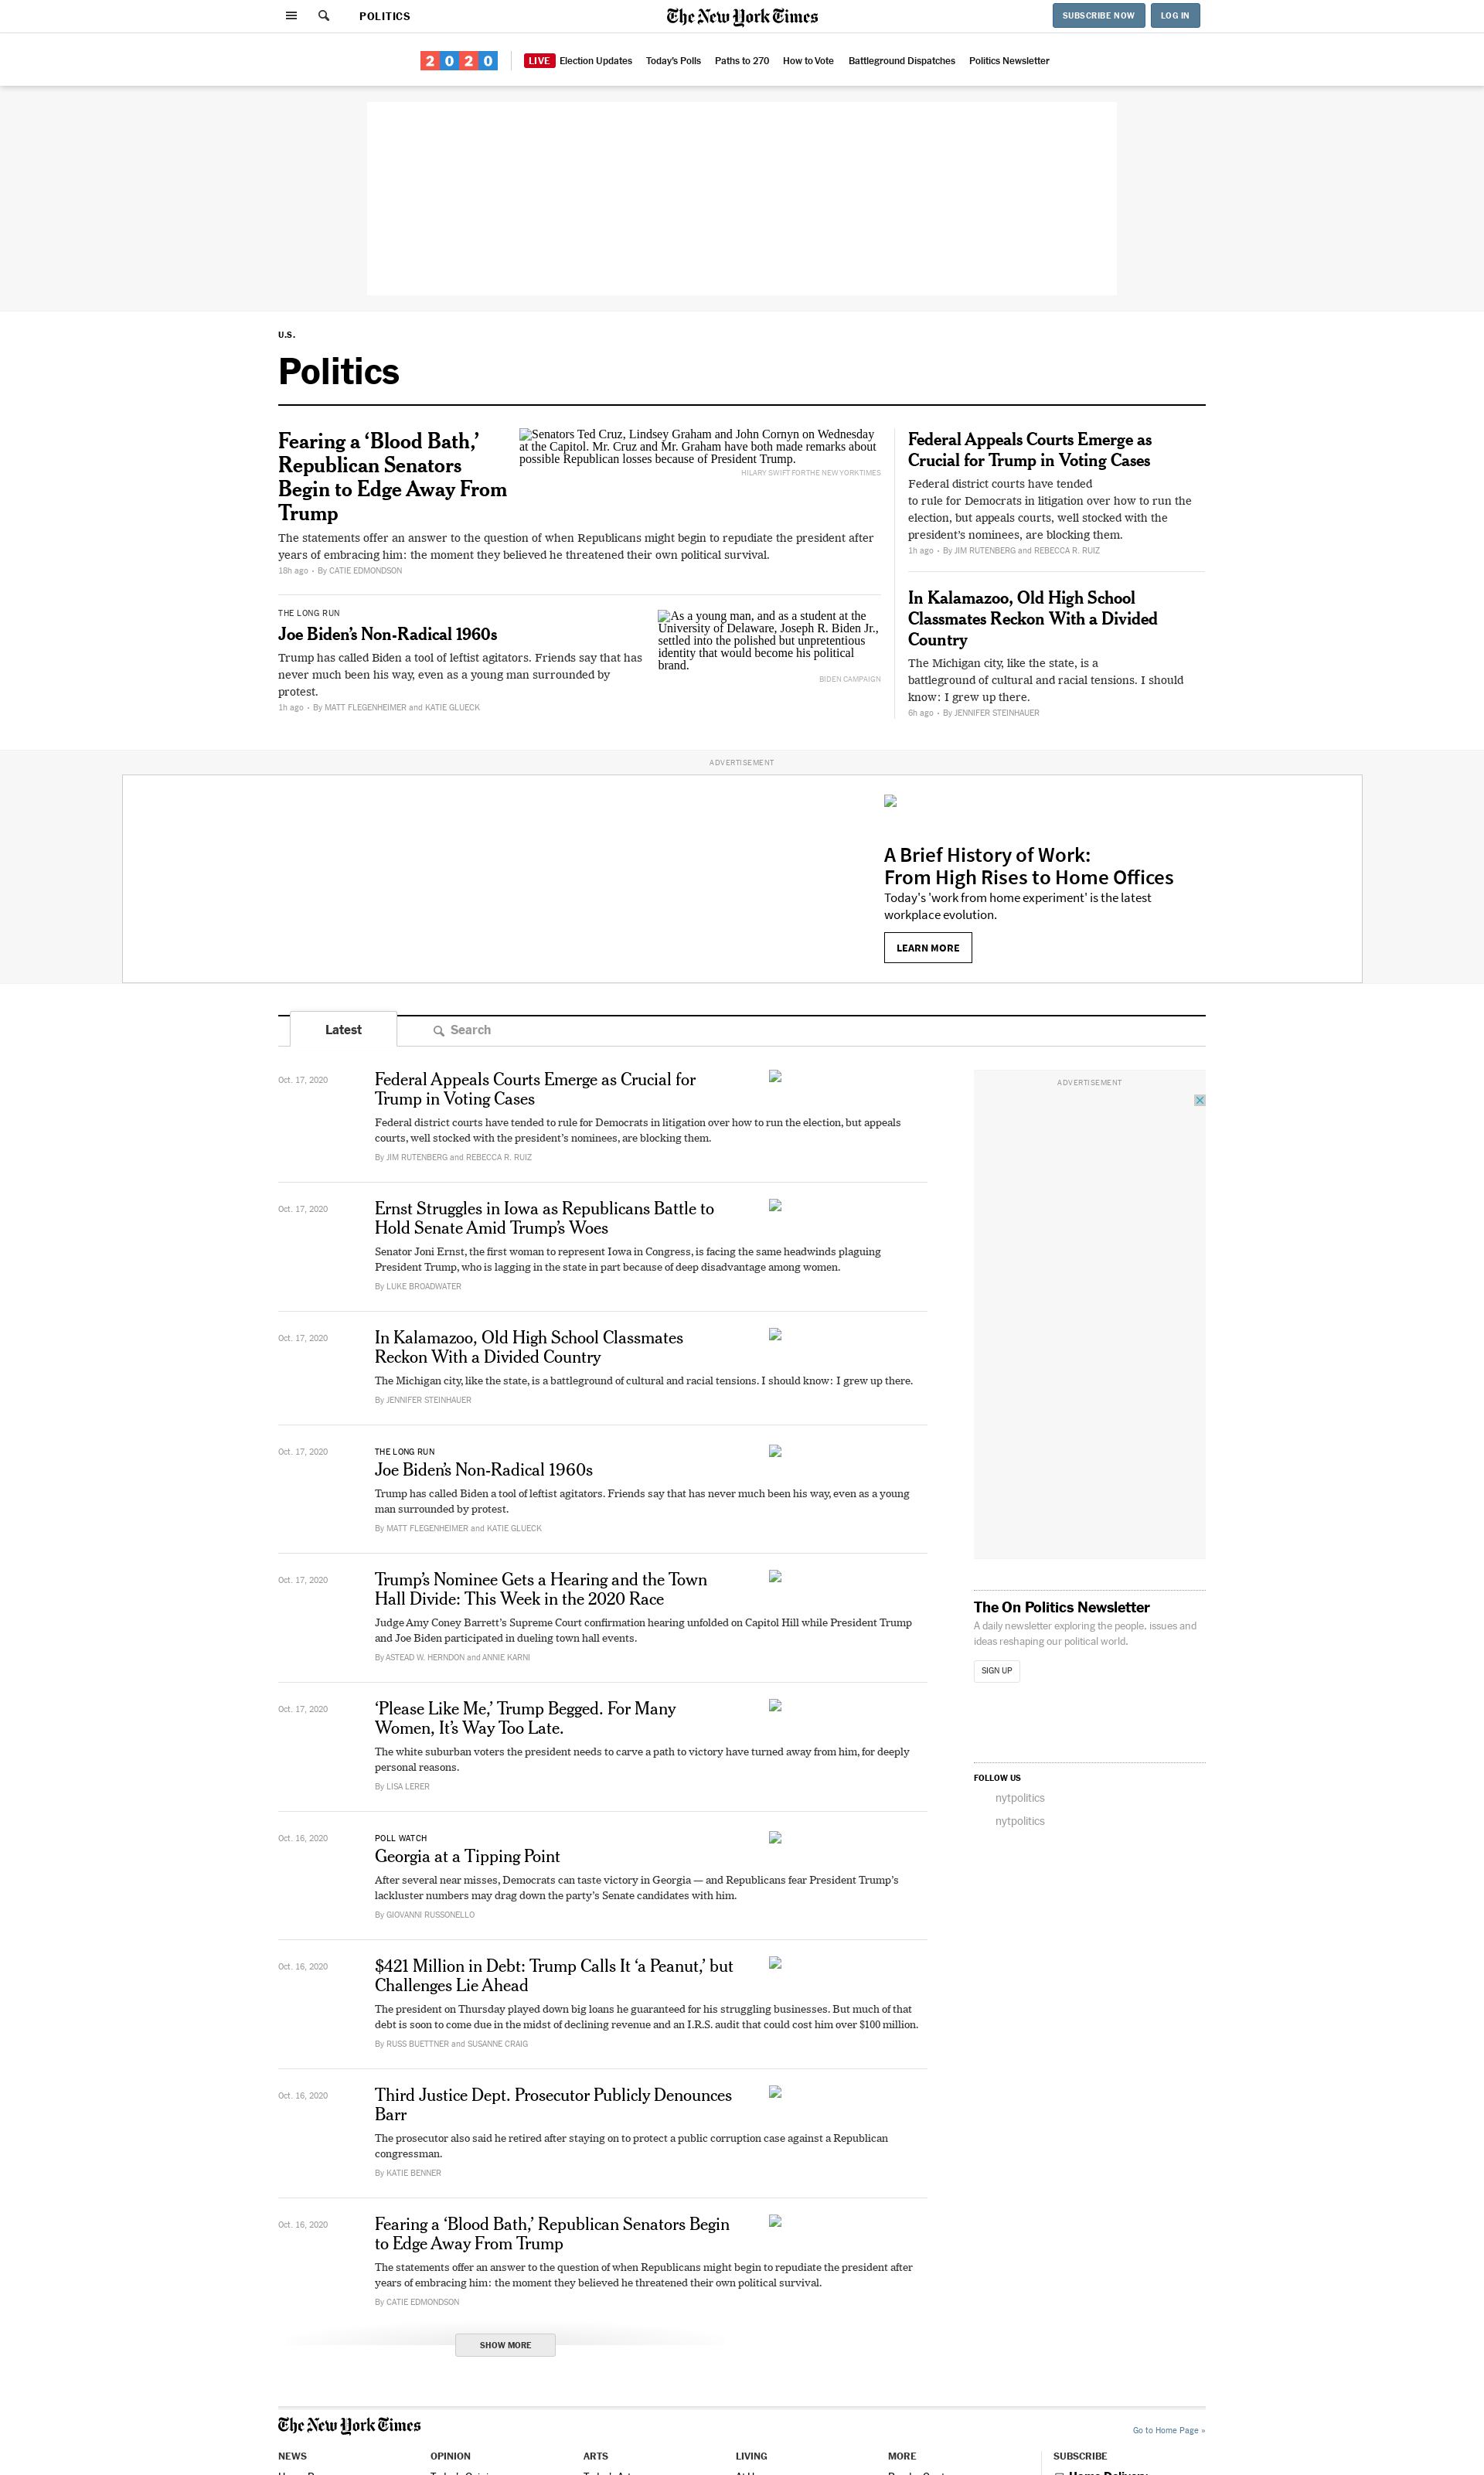 POLITICS
The New York Times
SUBSCRIBE NOW
LOG IN
2020
LIVE Election Updates
Today's Polls
Paths to 270
How to Vote
Battleground Dispatches
Politics Newsletter
U.S.
Politics
Fearing a ‘Blood Bath,’
Republican Senators
Begin to Edge Away From
Trump
Senators Ted Cruz, Lindsey Graham and John Cornyn on Wednesday
at the Capitol. Mr. Cruz and Mr. Graham have both made remarks about
possible Republican losses because of President Trump.
HILARY SWIFT FOR THE NEW YORK TIMES
The statements offer an answer to the question of when Republicans might begin to repudiate the president after
years of embracing him: the moment they believed he threatened their own political survival.
18h ago • By CATIE EDMONDSON
THE LONG RUN
Joe Biden’s Non-Radical 1960s
Trump has called Biden a tool of leftist agitators. Friends say that has
never much been his way, even as a young man surrounded by
protest.
1h ago • By MATT FLEGENHEIMER and KATIE GLUECK
As a young man, and as a student at the
University of Delaware, Joseph R. Biden Jr.,
settled into the polished but unpretentious
identity that would become his political
brand.
BIDEN CAMPAIGN
Federal Appeals Courts Emerge as
Crucial for Trump in Voting Cases
Federal district courts have tended
to rule for Democrats in litigation over how to run the
election, but appeals courts, well stocked with the
president’s nominees, are blocking them.
1h ago • By JIM RUTENBERG and REBECCA R. RUIZ
In Kalamazoo, Old High School
Classmates Reckon With a Divided
Country
The Michigan city, like the state, is a
battleground of cultural and racial tensions. I should
know: I grew up there.
6h ago • By JENNIFER STEINHAUER
ADVERTISEMENT
A Brief History of Work:
From High Rises to Home Offices
Today's 'work from home experiment' is the latest
workplace evolution.
LEARN MORE
Latest
Search
Oct. 17, 2020
Federal Appeals Courts Emerge as Crucial for
Trump in Voting Cases
Federal district courts have tended to rule for Democrats in litigation over how to run the election, but appeals
courts, well stocked with the president’s nominees, are blocking them.
By JIM RUTENBERG and REBECCA R. RUIZ
Oct. 17, 2020
Ernst Struggles in Iowa as Republicans Battle to
Hold Senate Amid Trump’s Woes
Senator Joni Ernst, the first woman to represent Iowa in Congress, is facing the same headwinds plaguing
President Trump, who is lagging in the state in part because of deep disadvantage among women.
By LUKE BROADWATER
Oct. 17, 2020
In Kalamazoo, Old High School Classmates
Reckon With a Divided Country
The Michigan city, like the state, is a battleground of cultural and racial tensions. I should know: I grew up there.
By JENNIFER STEINHAUER
Oct. 17, 2020
THE LONG RUN
Joe Biden’s Non-Radical 1960s
Trump has called Biden a tool of leftist agitators. Friends say that has never much been his way, even as a young
man surrounded by protest.
By MATT FLEGENHEIMER and KATIE GLUECK
Oct. 17, 2020
Trump’s Nominee Gets a Hearing and the Town
Hall Divide: This Week in the 2020 Race
Judge Amy Coney Barrett’s Supreme Court confirmation hearing unfolded on Capitol Hill while President Trump
and Joe Biden participated in dueling town hall events.
By ASTEAD W. HERNDON and ANNIE KARNI
Oct. 17, 2020
‘Please Like Me,’ Trump Begged. For Many
Women, It’s Way Too Late.
The white suburban voters the president needs to carve a path to victory have turned away from him, for deeply
personal reasons.
By LISA LERER
Oct. 16, 2020
POLL WATCH
Georgia at a Tipping Point
After several near misses, Democrats can taste victory in Georgia — and Republicans fear President Trump’s
lackluster numbers may drag down the party’s Senate candidates with him.
By GIOVANNI RUSSONELLO
Oct. 16, 2020
$421 Million in Debt: Trump Calls It ‘a Peanut,’ but
Challenges Lie Ahead
The president on Thursday played down big loans he guaranteed for his struggling businesses. But much of that
debt is soon to come due in the midst of declining revenue and an I.R.S. audit that could cost him over $100 million.
By RUSS BUETTNER and SUSANNE CRAIG
Oct. 16, 2020
Third Justice Dept. Prosecutor Publicly Denounces
Barr
The prosecutor also said he retired after staying on to protect a public corruption case against a Republican
congressman.
By KATIE BENNER
Oct. 16, 2020
Fearing a ‘Blood Bath,’ Republican Senators Begin
to Edge Away From Trump
The statements offer an answer to the question of when Republicans might begin to repudiate the president after
years of embracing him: the moment they believed he threatened their own political survival.
By CATIE EDMONDSON
SHOW MORE
ADVERTISEMENT
The On Politics Newsletter
A daily newsletter exploring the people, issues and
ideas reshaping our political world.
SIGN UP
FOLLOW US
nytpolitics
nytpolitics
The New York Times
Go to Home Page »
NEWS
OPINION
ARTS
LIVING
MORE
SUBSCRIBE